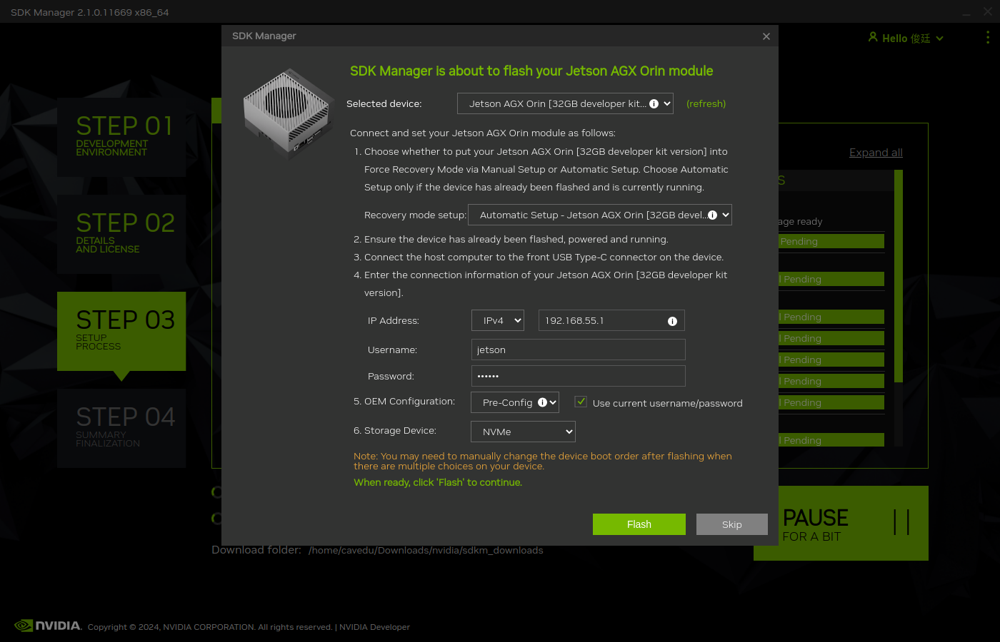 SDK Manager 2.1.0.11669 x86_64
SDK Manager
Hello 俊廷
SDK Manager is about to flash your Jetson AGX Orin module
Selected device:
Jetson AGX Orin [32GB developer kit...
(refresh)
Connect and set your Jetson AGX Orin module as follows:
1. Choose whether to put your Jetson AGX Orin [32GB developer kit version] into
Force Recovery Mode via Manual Setup or Automatic Setup. Choose Automatic
Setup only if the device has already been flashed and is currently running.
Recovery mode setup:
Automatic Setup - Jetson AGX Orin [32GB devel...
2. Ensure the device has already been flashed, powered and running.
3. Connect the host computer to the front USB Type-C connector on the device.
4. Enter the connection information of your Jetson AGX Orin [32GB developer kit
version].
IP Address:
IPv4
192.168.55.1
Username:
jetson
Password:
••••••
5. OEM Configuration:
Pre-Config
Use current username/password
6. Storage Device:
NVMe
Note: You may need to manually change the device boot order after flashing when
there are multiple choices on your device.
When ready, click 'Flash' to continue.
Flash
Skip
STEP 01
DEVELOPMENT
ENVIRONMENT
STEP 02
DETAILS
AND LICENSE
STEP 03
SETUP
PROCESS
STEP 04
SUMMARY
FINALIZATION
Expand all
S
age ready
Pending
l Pending
l Pending
l Pending
l Pending
l Pending
l Pending
l Pending
PAUSE
FOR A BIT
Download folder: /home/cavedu/Downloads/nvidia/sdkm_downloads
NVIDIA. Copyright © 2024, NVIDIA CORPORATION. All rights reserved. | NVIDIA Developer